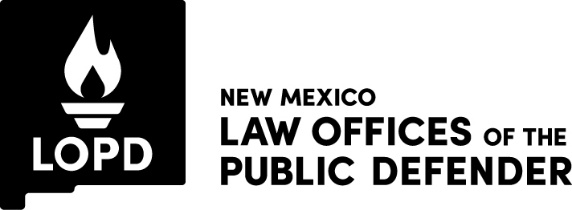 LOPD
NEW MEXICO
LAW OFFICES OF THE
PUBLIC DEFENDER